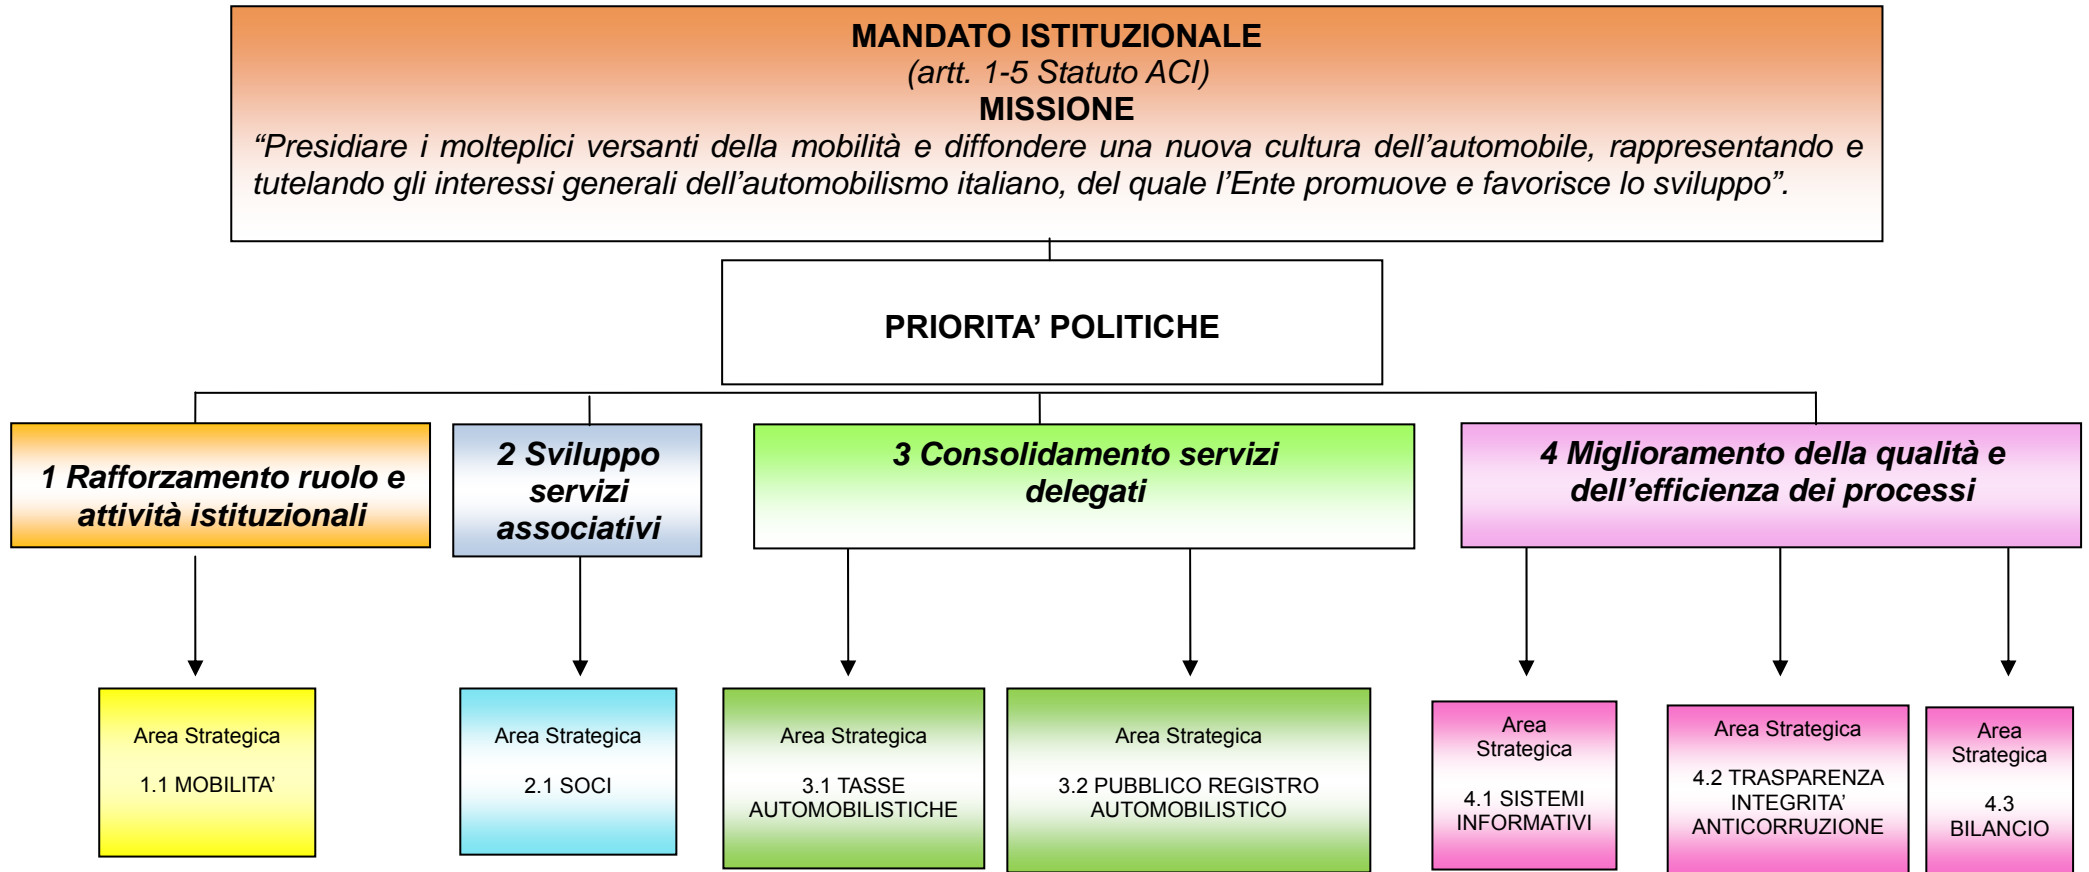 MANDATO ISTITUZIONALE
(artt. 1-5 Statuto ACI)
MISSIONE
“Presidiare i molteplici versanti della mobilità e diffondere una nuova cultura dell’automobile, rappresentando e
tutelando gli interessi generali dell’automobilismo italiano, del quale l’Ente promuove e favorisce lo sviluppo”.
PRIORITA’ POLITICHE
1 Rafforzamento ruolo e
attività istituzionali
2 Sviluppo
servizi
associativi
3 Consolidamento servizi
delegati
4 Miglioramento della qualità e
dell’efficienza dei processi
Area Strategica
1.1 MOBILITA’
Area Strategica
2.1 SOCI
Area Strategica
3.1 TASSE
AUTOMOBILISTICHE
Area Strategica
3.2 PUBBLICO REGISTRO
AUTOMOBILISTICO
Area
Strategica
4.1 SISTEMI
INFORMATIVI
Area Strategica
4.2 TRASPARENZA
INTEGRITA’
ANTICORRUZIONE
Area
Strategica
4.3
BILANCIO